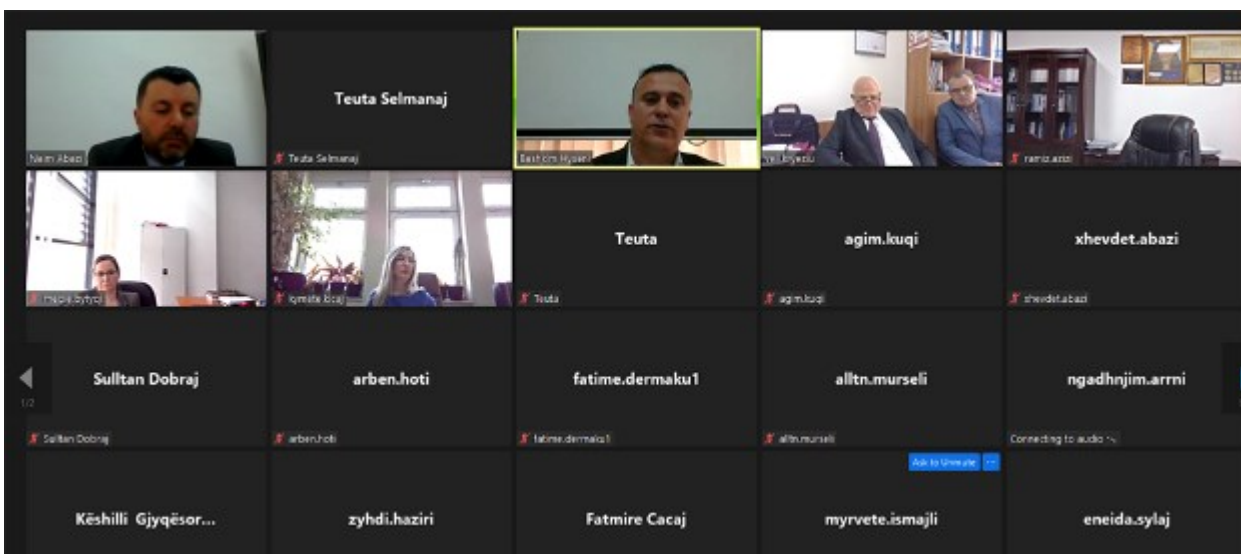 Naim Abazi
Teuta Selmanaj
Teuta Selmanaj
ramiz.azizi
kymete.kicaj
Teuta
Teuta
agim.kuqi
agim.kuqi
xhevdet.abazi
xhevdet.abazi
1/2
Sulltan Dobraj
Sulltan Dobraj
arben.hoti
arben.hoti
fatime.dermaku1
fatime.dermaku1
alltn.murseli
alltn.murseli
ngadhnjim.arrni
Connecting to audio
Ask to Unmute
Këshilli Gjyqësor...
zyhdi.haziri
Fatmire Cacaj
myrvete.ismajli
eneida.sylaj